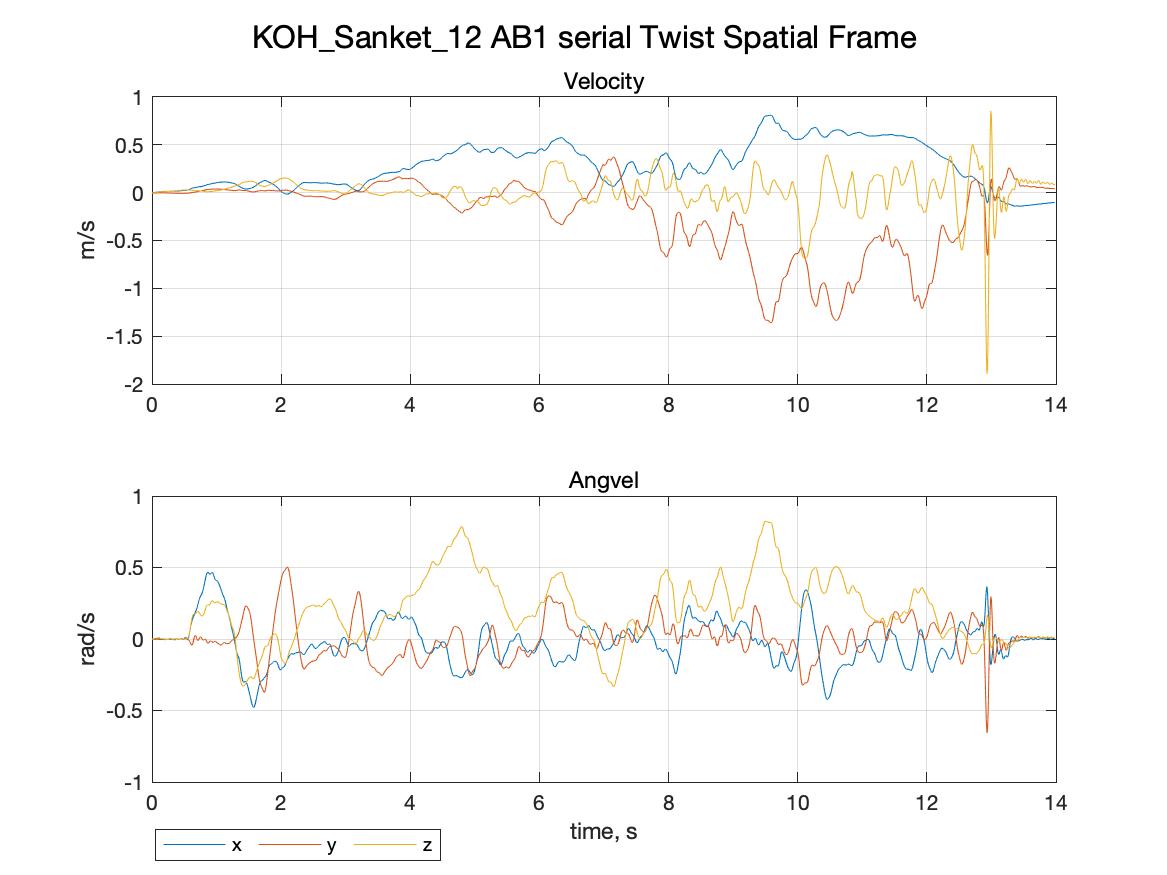 KOH_Sanket_12 AB1 serial Twist Spatial Frame
Velocity
1
0.5
0
-0.5
-1
-1.5
-2
m/s
0 2 4 6 8 10 12 14
Angvel
1
0.5
0
-0.5
-1
rad/s
0 2 4 6 8 10 12 14
time, s
x y z